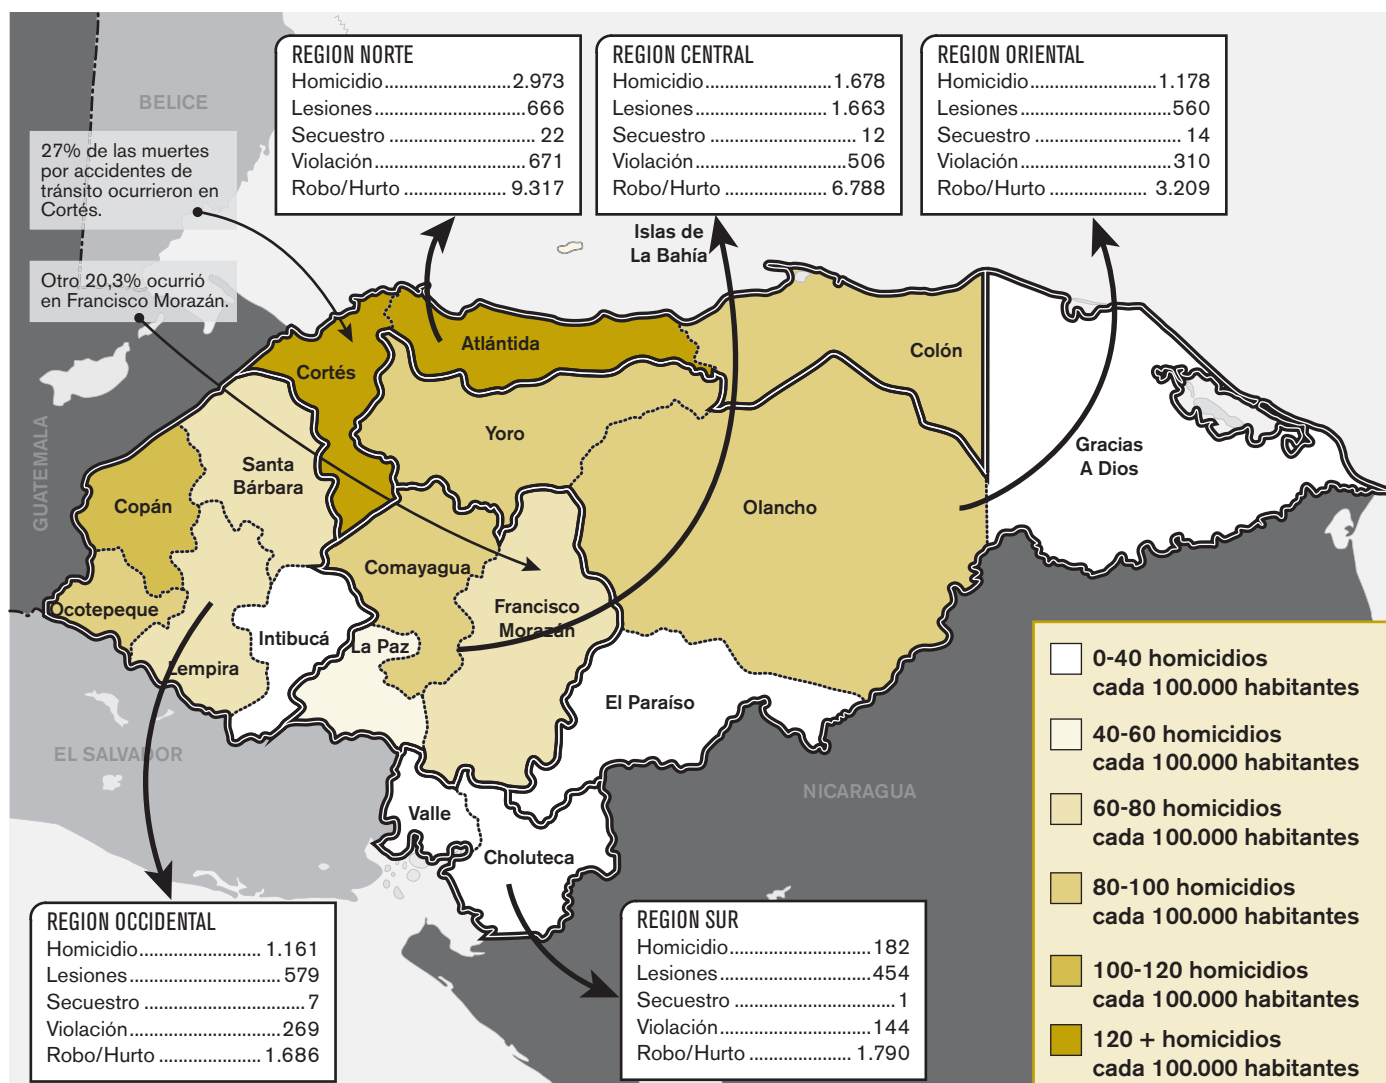 REGION NORTE
Homicidio............................2.973
Lesiones..............................666
Secuestro ............................ 22
Violación..............................671
Robo/Hurto .................... 9.317
REGION CENTRAL
Homicidio.........................1.678
Lesiones..........................1.663
Secuestro ............................ 12
Violación..............................506
Robo/Hurto .................... 6.788
REGION ORIENTAL
Homicidio..........................1.178
Lesiones..............................560
Secuestro ............................ 14
Violación..............................310
Robo/Hurto ................... 3.209
BELICE
27% de las muertes
por accidentes de
tránsito ocurrieron en
Cortés.
Otro 20,3% ocurrió
en Francisco Morazán.
Islas de
La Bahía
Atlántida
Colón
Cortés
Yoro
Gracias
A Dios
Santa
Bárbara
GUATEMALA
Copán
Olancho
Comayagua
Ocotepeque
Francisco
Morazán
Intibucá
La Paz
Lempira
El Paraíso
EL SALVADOR
NICARAGUA
Valle
Choluteca
0-40 homicidios
cada 100.000 habitantes
40-60 homicidios
cada 100.000 habitantes
60-80 homicidios
cada 100.000 habitantes
80-100 homicidios
cada 100.000 habitantes
100-120 homicidios
cada 100.000 habitantes
120 + homicidios
cada 100.000 habitantes
REGION OCCIDENTAL
Homicidio........................ 1.161
Lesiones..............................579
Secuestro ................................7
Violación..............................269
Robo/Hurto .................... 1.686
REGION SUR
Homicidio............................182
Lesiones..............................454
Secuestro ................................1
Violación..............................144
Robo/Hurto .................... 1.790